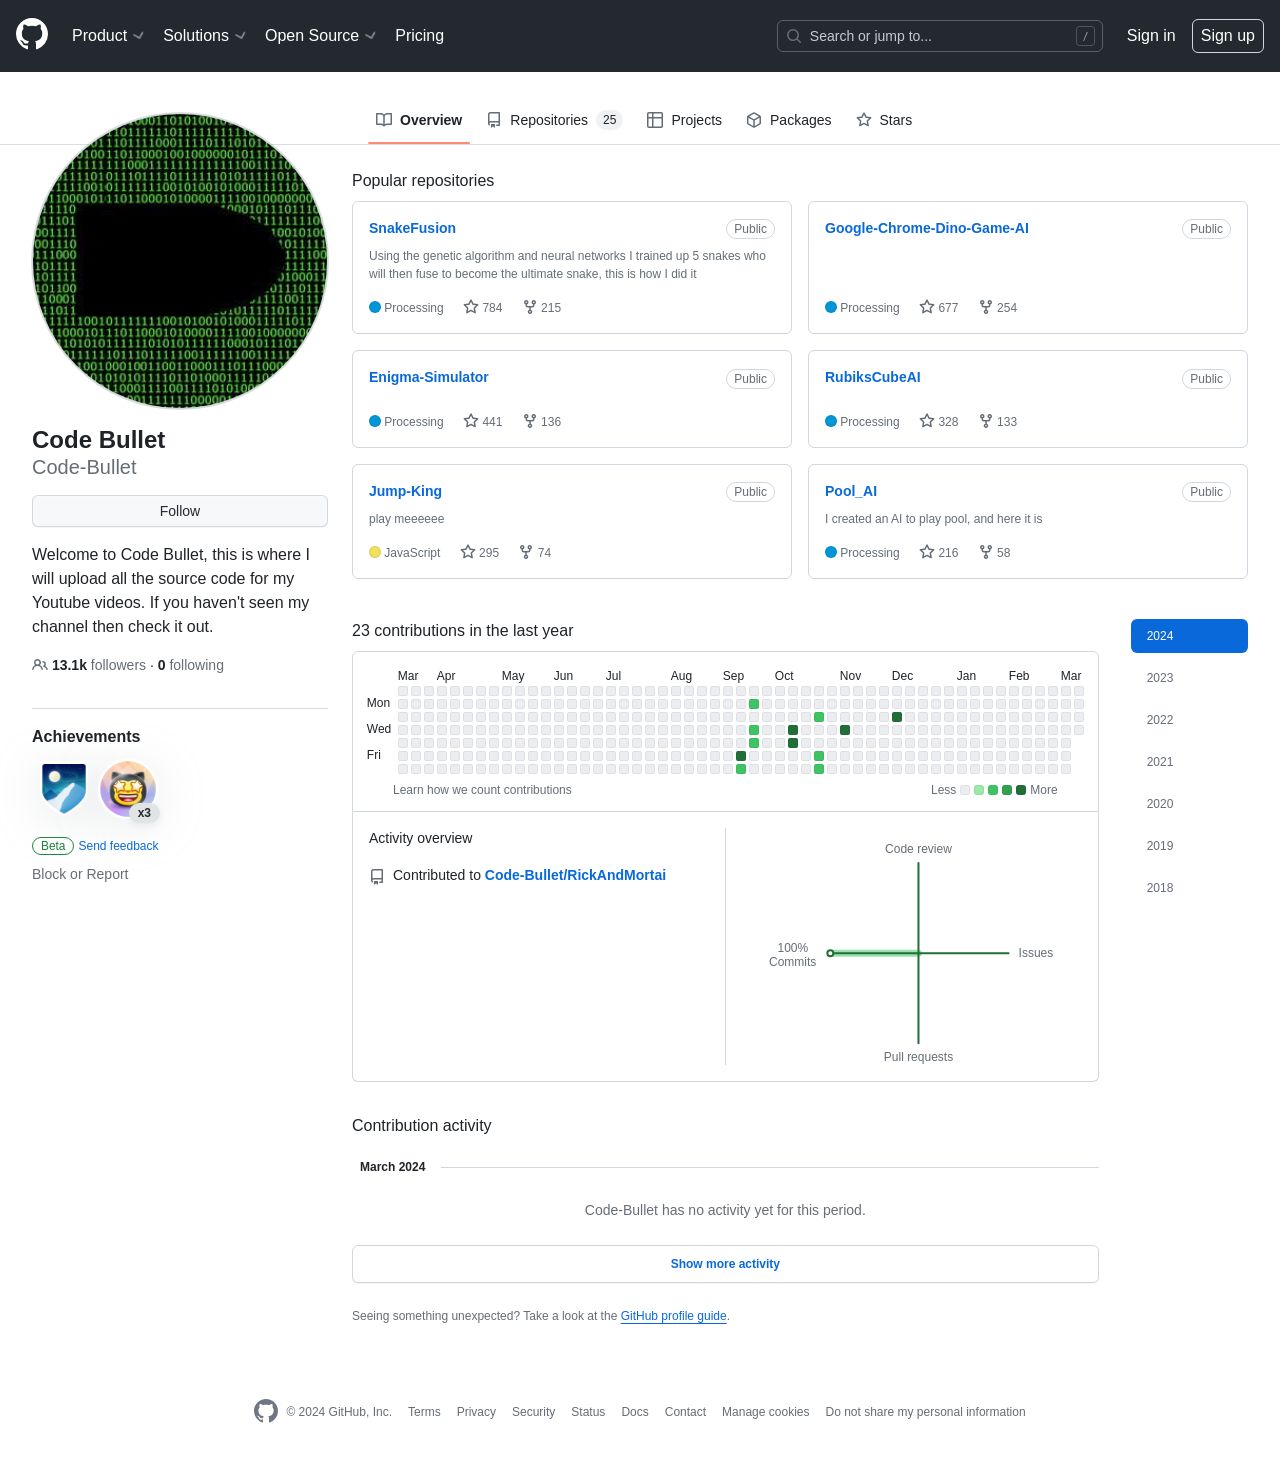 Product
Solutions
Open Source
Pricing
Search or jump to...
/
Sign in
Sign up
Overview
Repositories 25
Projects
Packages
Stars
Code Bullet
Code-Bullet
Follow
Welcome to Code Bullet, this is where I
will upload all the source code for my
Youtube videos. If you haven't seen my
channel then check it out.
13.1k followers · 0 following
Achievements
x3
Beta Send feedback
Block or Report
Popular repositories
SnakeFusion Public
Using the genetic algorithm and neural networks I trained up 5 snakes who
will then fuse to become the ultimate snake, this is how I did it
Processing 784 215
Google-Chrome-Dino-Game-AI Public
Processing 677 254
Enigma-Simulator Public
Processing 441 136
RubiksCubeAI Public
Processing 328 133
Jump-King Public
play meeeeee
JavaScript 295 74
Pool_AI Public
I created an AI to play pool, and here it is
Processing 216 58
23 contributions in the last year
Mar Apr May Jun Jul Aug Sep Oct Nov Dec Jan Feb Mar
Mon
Wed
Fri
Learn how we count contributions
Less More
Activity overview
Contributed to Code-Bullet/RickAndMortai
Code review
100%
Commits
Issues
Pull requests
2024
2023
2022
2021
2020
2019
2018
Contribution activity
March 2024
Code-Bullet has no activity yet for this period.
Show more activity
Seeing something unexpected? Take a look at the GitHub profile guide.
© 2024 GitHub, Inc.
Terms
Privacy
Security
Status
Docs
Contact
Manage cookies
Do not share my personal information